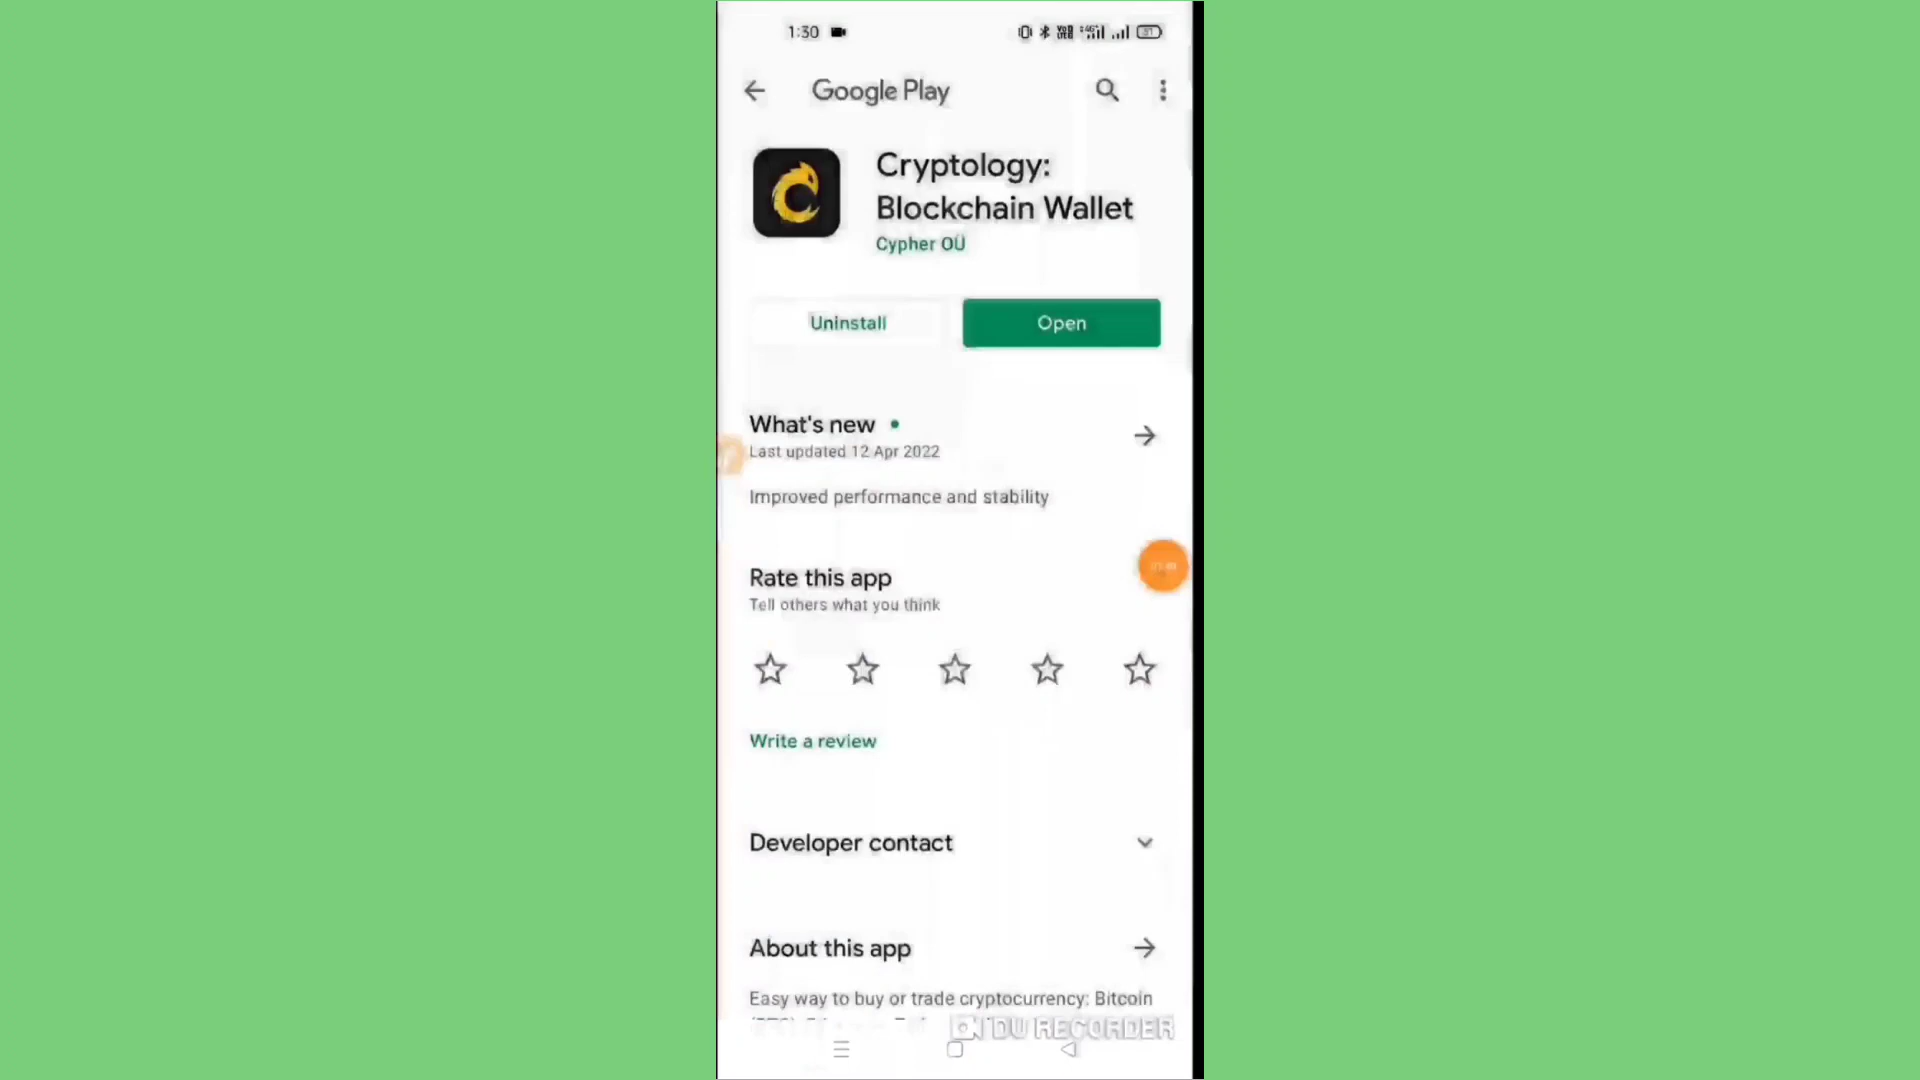 1:30
Google Play
Cryptology:
Blockchain Wallet
Cypher OÜ
Uninstall
Open
What's new
Last updated 12 Apr 2022
Improved performance and stability
Rate this app
Tell others what you think
Write a review
Developer contact
About this app
Easy way to buy or trade cryptocurrency: Bitcoin
DU RECORDER